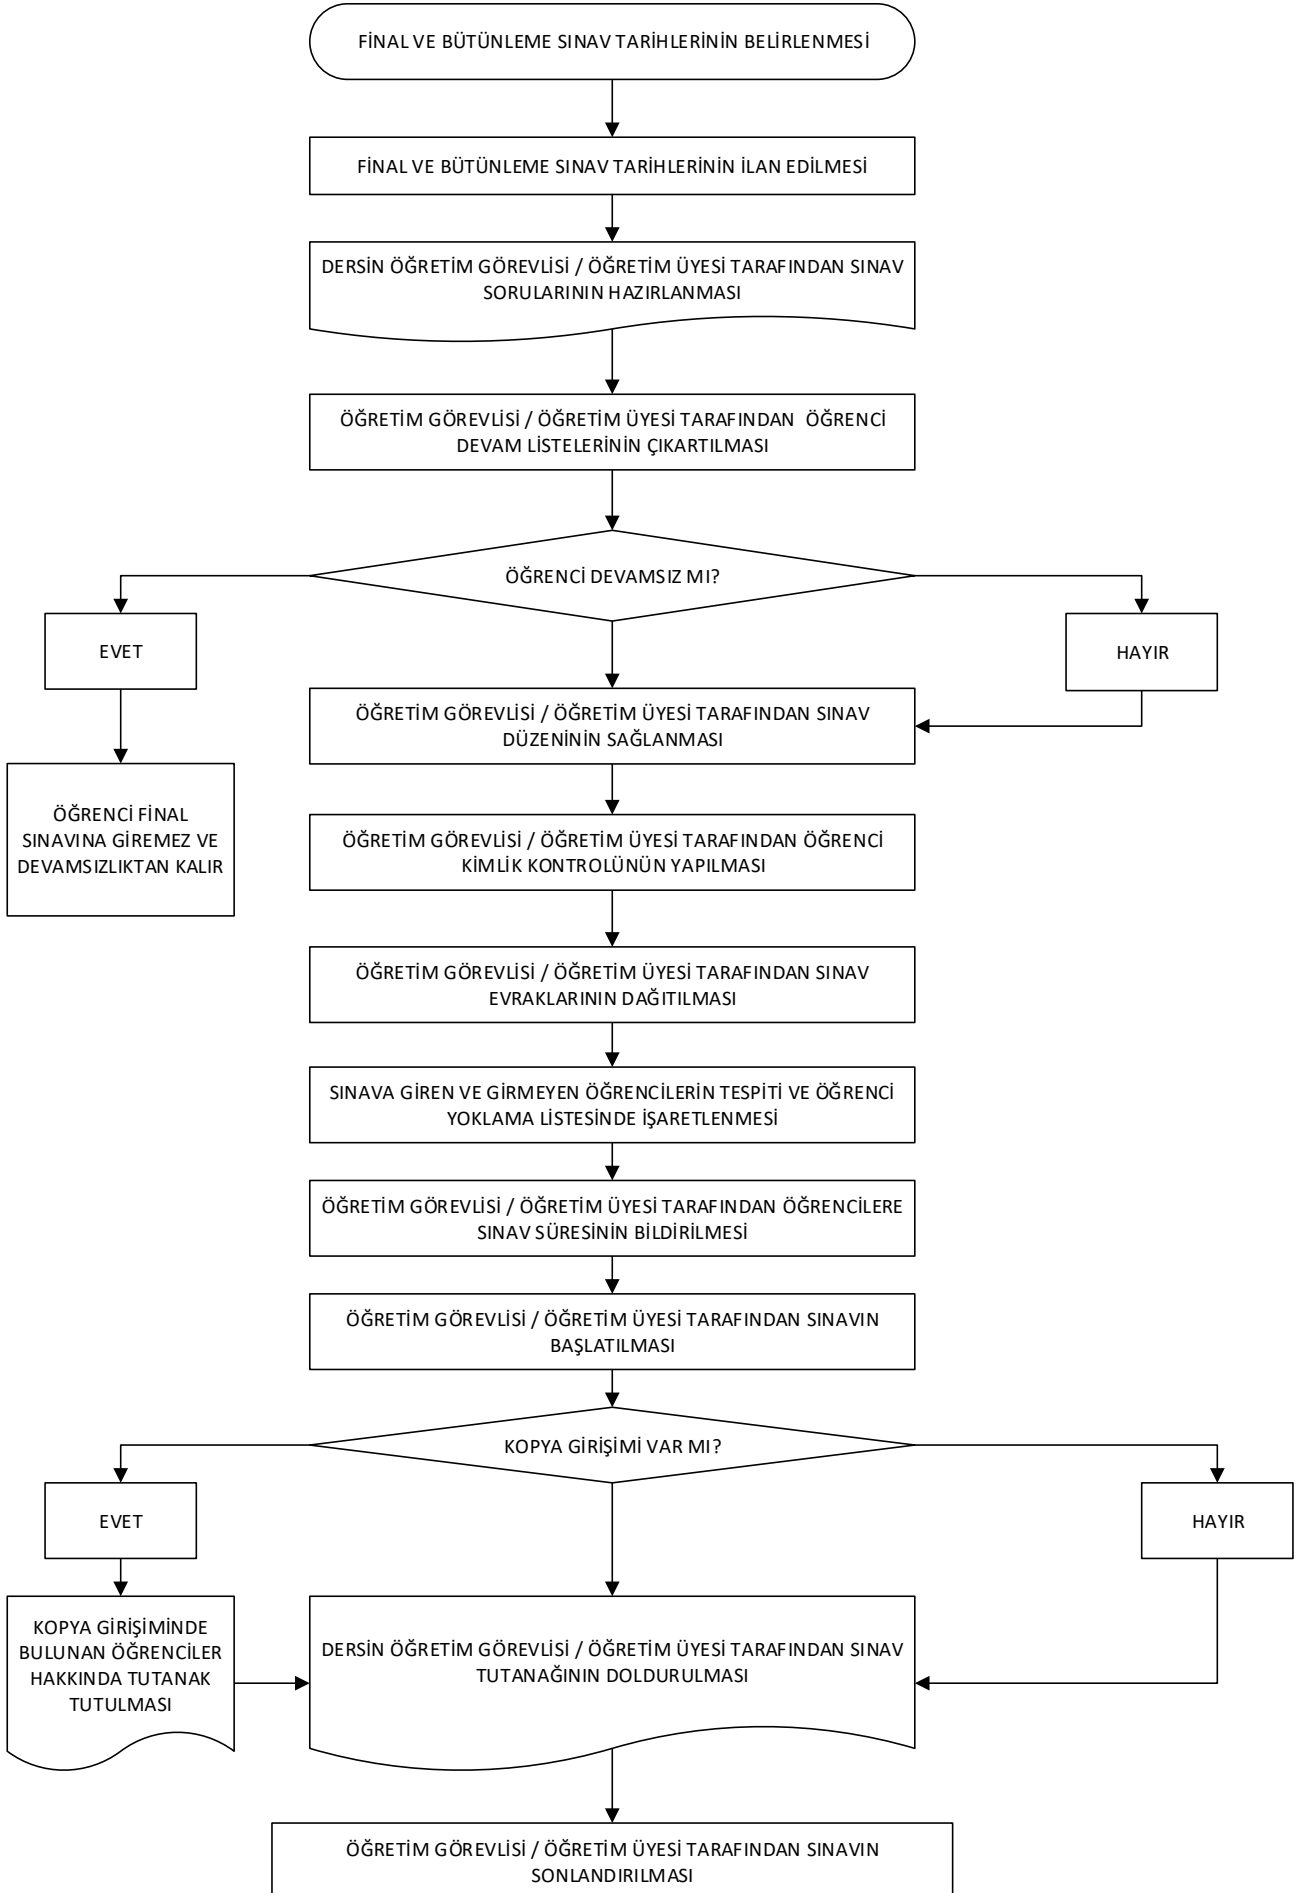 FİNAL VE BÜTÜNLEME SINAV TARİHLERİNİN BELİRLENMESİ
FİNAL VE BÜTÜNLEME SINAV TARİHLERİNİN İLAN EDİLMESİ
DERSİN ÖĞRETİM GÖREVLİSİ / ÖĞRETİM ÜYESİ TARAFINDAN SINAV
SORULARININ HAZIRLANMASI
ÖĞRETİM GÖREVLİSİ / ÖĞRETİM ÜYESİ TARAFINDAN ÖĞRENCİ
DEVAM LİSTELERİNİN ÇIKARTILMASI
ÖĞRENCİ DEVAMSIZ MI?
EVET
HAYIR
ÖĞRETİM GÖREVLİSİ / ÖĞRETİM ÜYESİ TARAFINDAN SINAV
DÜZENİNİN SAĞLANMASI
ÖĞRENCİ FİNAL
SINAVINA GİREMEZ VE
DEVAMSIZLIKTAN KALIR
ÖĞRETİM GÖREVLİSİ / ÖĞRETİM ÜYESİ TARAFINDAN ÖĞRENCİ
KİMLİK KONTROLÜNÜN YAPILMASI
ÖĞRETİM GÖREVLİSİ / ÖĞRETİM ÜYESİ TARAFINDAN SINAV
EVRAKLARININ DAĞITILMASI
SINAVA GİREN VE GİRMEYEN ÖĞRENCİLERİN TESPİTİ VE ÖĞRENCİ
YOKLAMA LİSTESİNDE İŞARETLENMESİ
ÖĞRETİM GÖREVLİSİ / ÖĞRETİM ÜYESİ TARAFINDAN ÖĞRENCİLERE
SINAV SÜRESİNİN BİLDİRİLMESİ
ÖĞRETİM GÖREVLİSİ / ÖĞRETİM ÜYESİ TARAFINDAN SINAVIN
BAŞLATILMASI
KOPYA GİRİŞİMİ VAR MI?
EVET
HAYIR
KOPYA GİRİŞİMİNDE
BULUNAN ÖĞRENCİLER
HAKKINDA TUTANAK
TUTULMASI
DERSİN ÖĞRETİM GÖREVLİSİ / ÖĞRETİM ÜYESİ TARAFINDAN SINAV
TUTANAĞININ DOLDURULMASI
ÖĞRETİM GÖREVLİSİ / ÖĞRETİM ÜYESİ TARAFINDAN SINAVIN
SONLANDIRILMASI